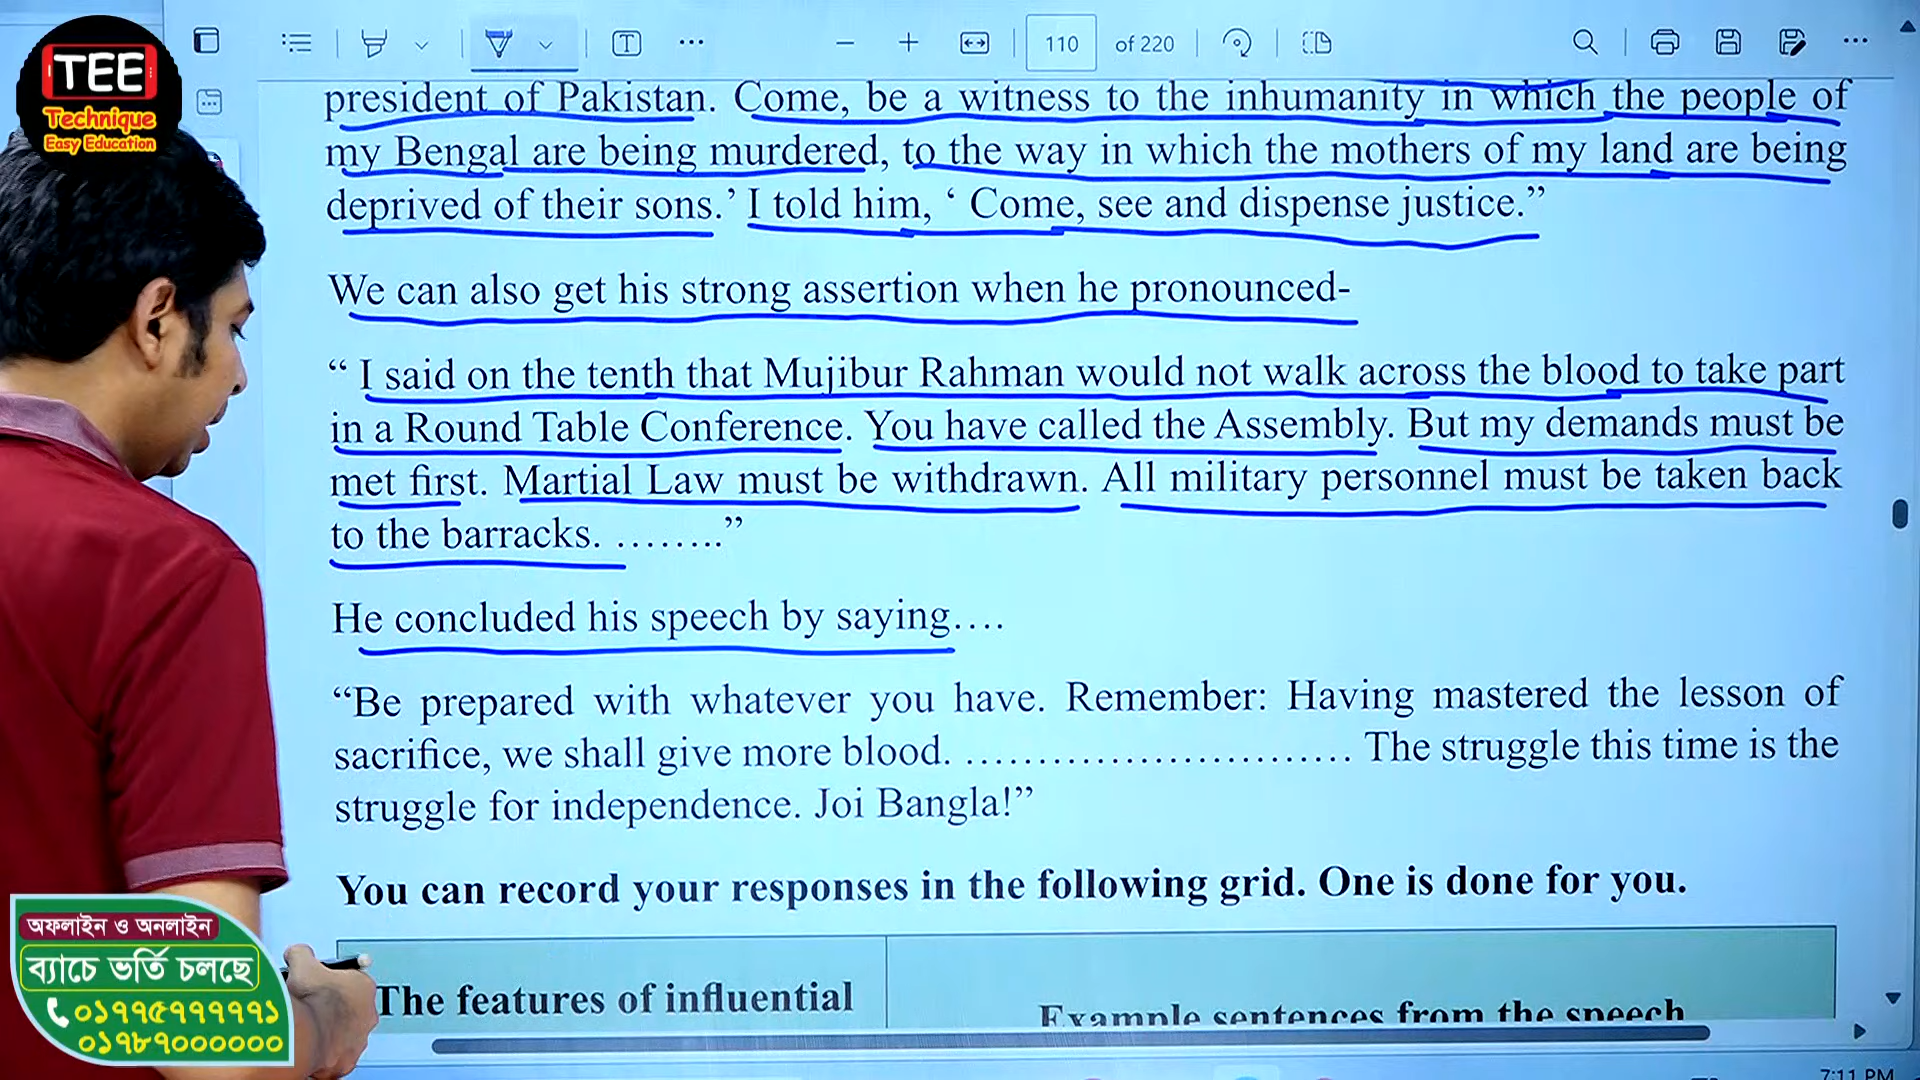 TEE
Technique
Easy Education
110 of 220
president of Pakistan. Come, be a witness to the inhumanity in which the people of
my Bengal are being murdered, to the way in which the mothers of my land are being
deprived of their sons.’ I told him, ‘ Come, see and dispense justice.”
We can also get his strong assertion when he pronounced-
“ I said on the tenth that Mujibur Rahman would not walk across the blood to take part
in a Round Table Conference. You have called the Assembly. But my demands must be
met first. Martial Law must be withdrawn. All military personnel must be taken back
to the barracks. ……..”
He concluded his speech by saying….
“Be prepared with whatever you have. Remember: Having mastered the lesson of
sacrifice, we shall give more blood. ……………………… The struggle this time is the
struggle for independence. Joi Bangla!”
You can record your responses in the following grid. One is done for you.
The features of influential
Example sentences from the speech
অফলাইন ও অনলাইন
ব্যাচে ভর্তি চলছে
০১৭৭৫৭৭৭৭৭১
০১৭৮৭০০০০০০
7:11 PM